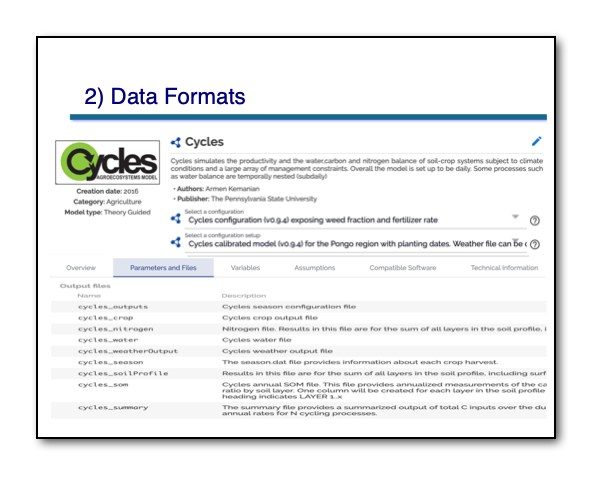 2) Data Formats
Cycles
AGROECOSYSTEMS MODEL
Creation date: 2016
Category: Agriculture
Model type: Theory Guided
Cycles
Cycles simulates the productivity and the water,carbon and nitrogen balance of soil-crop systems subject to climate
conditions and a large array of management constraints. Overall the model is set up to be daily. Some processes such
as water balance are temporally nested (subdaily)
• Authors: Armen Kemanian
• Publisher: The Pennsylvania State University
Select a configuration
Cycles configuration (v0.9.4) exposing weed fraction and fertilizer rate
Select a configuration setup
Cycles calibrated model (v0.9.4) for the Pongo region with planting dates. Weather file can be
Overview Parameters and Files Variables Assumptions Compatible Software Technical Information
Output files
Name Description
cycles_outputs Cycles season configuration file
cycles_crop Cycles crop output file
cycles_nitrogen Nitrogen file. Results in this file are for the sum of all layers in the soil profile,
cycles_water Cycles water file
cycles_weatherOutput Cycles weather output file
cycles_season The season.dat file provides information about each crop harvest.
cycles_soilProfile Results in this file are for the sum of all layers in the soil profile, including surf
cycles_som Cycles annual SOM file. This file provides annualized measurements of the ca
ratio by soil layer. One column will be created for each layer in the soil profile
heading indicates LAYER 1..x
cycles_summary The summary file provides a summarized output of total C inputs over the du
annual rates for N cycling processes.